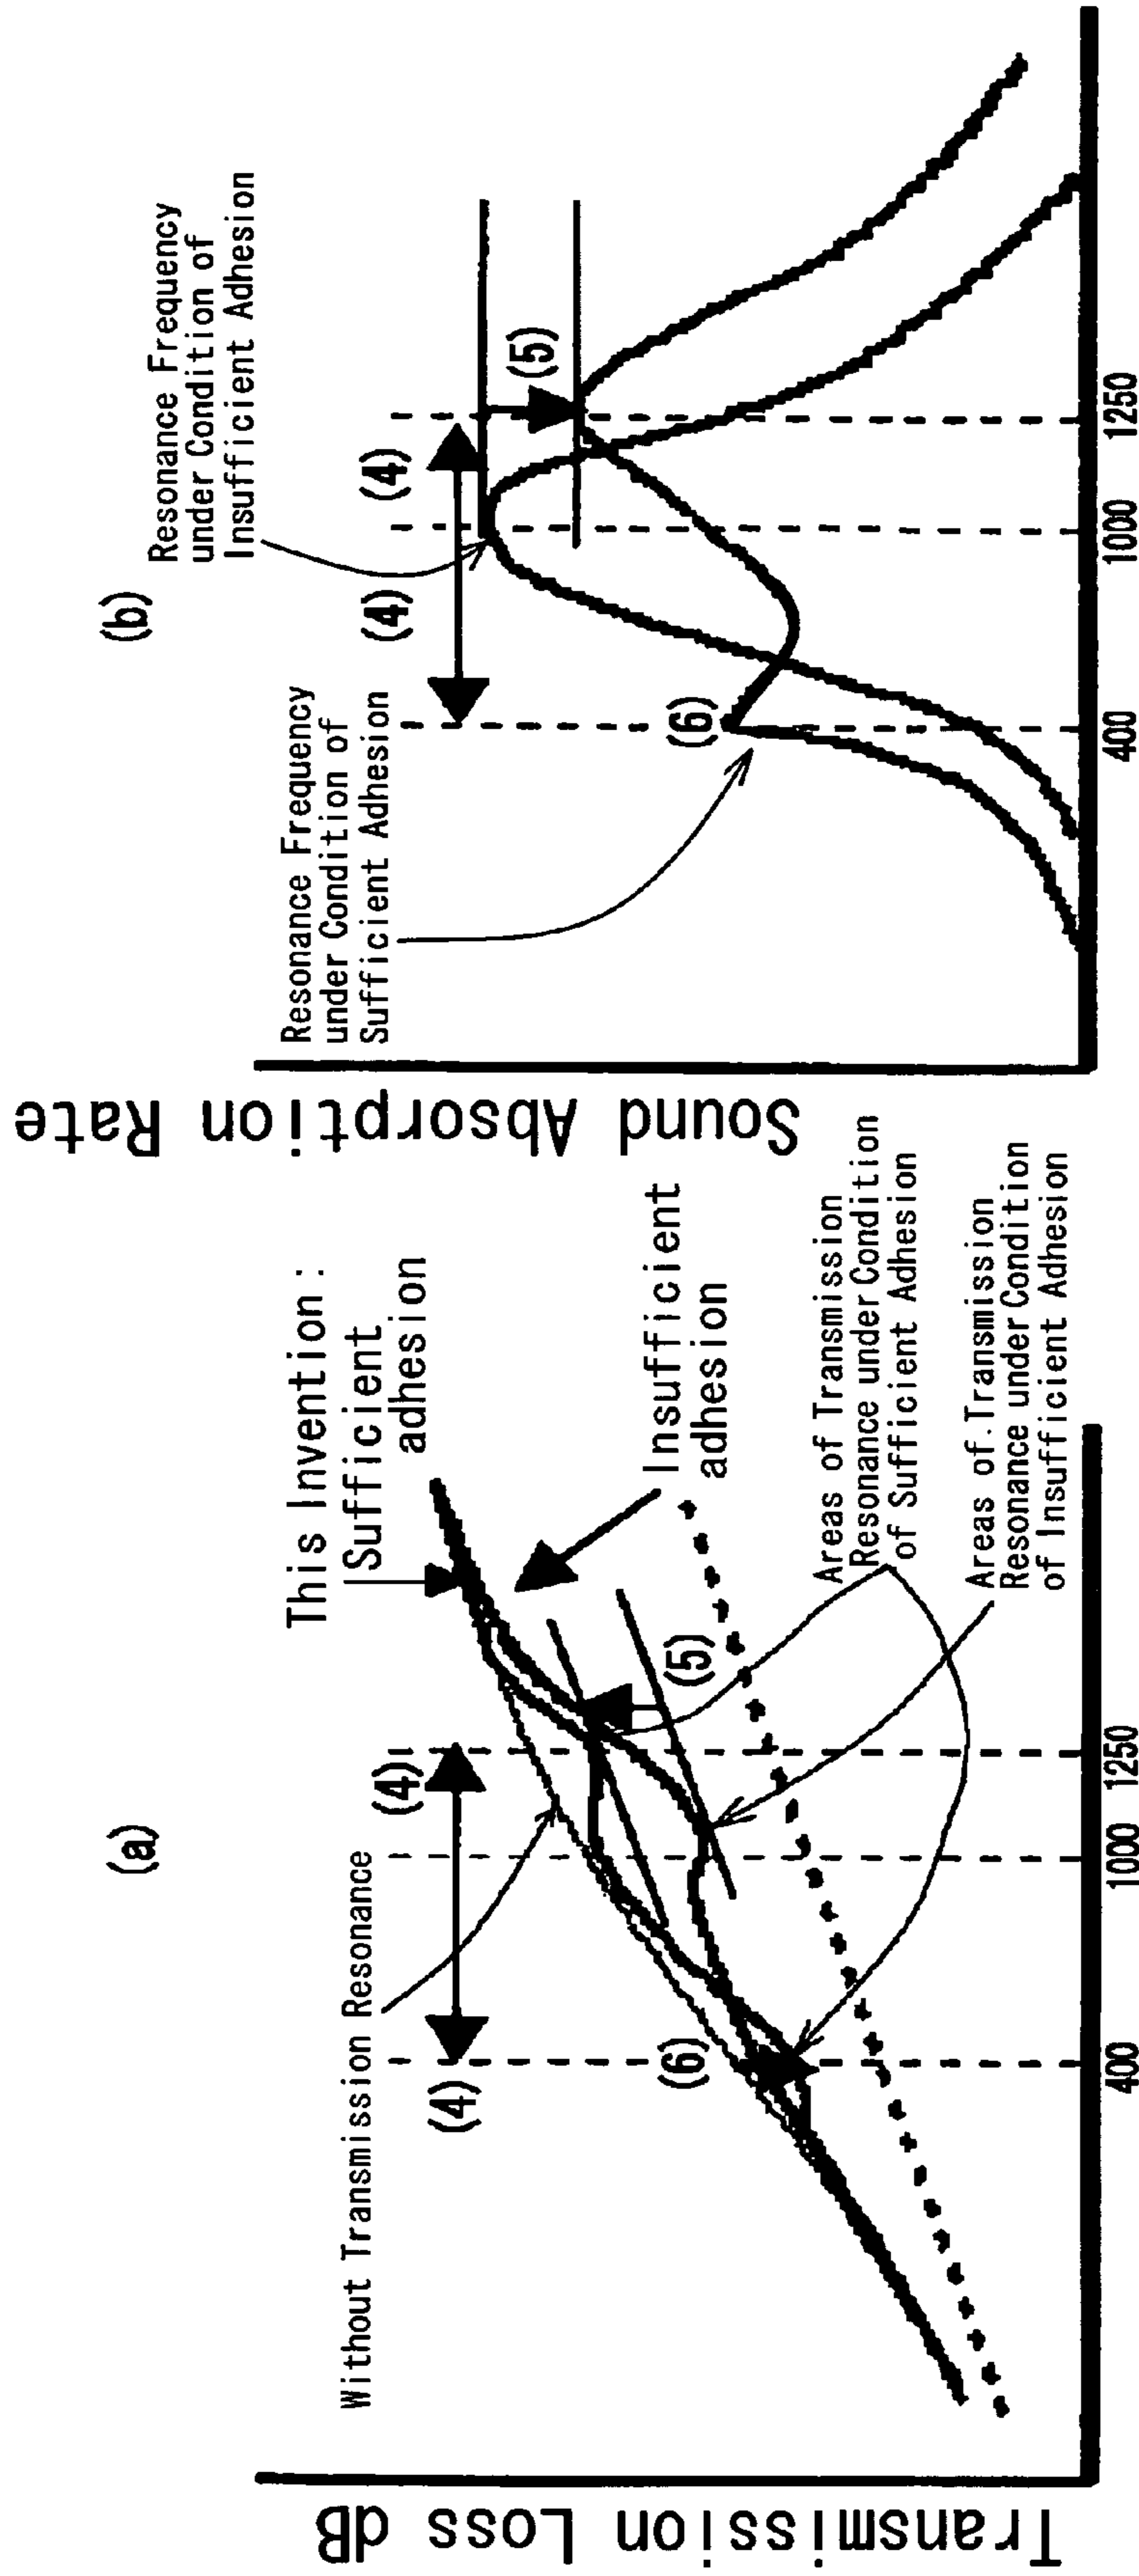 (a)
Transmission Loss dB
Without Transmission Resonance
This Invention:
Sufficient
adhesion
Insufficient
adhesion
(4)
(4)
(5)
(6)
Areas of Transmission
Resonance under Condition
of Sufficient Adhesion
Areas of.Transmission
Resonance under Condition
of Insufficient Adhesion
400
1000
1250
(b)
Sound Absorption Rate
Resonance Frequency
under Condition of
Sufficient Adhesion
Resonance Frequency
under Condition of
Insufficient Adhesion
(4)
(4)
(5)
(6)
400
1000
1250